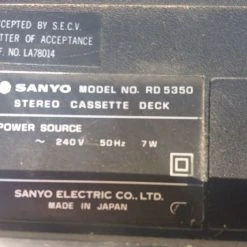 CCEPTED BY S.E.C.V.
TTER OF ACCEPTANCE
F. NO. LA78014
SANYO MODEL NO. RD 5350
STEREO CASSETTE DECK
POWER SOURCE
~ 240V 50Hz 7W
SANYO ELECTRIC CO., LTD.
MADE IN JAPAN